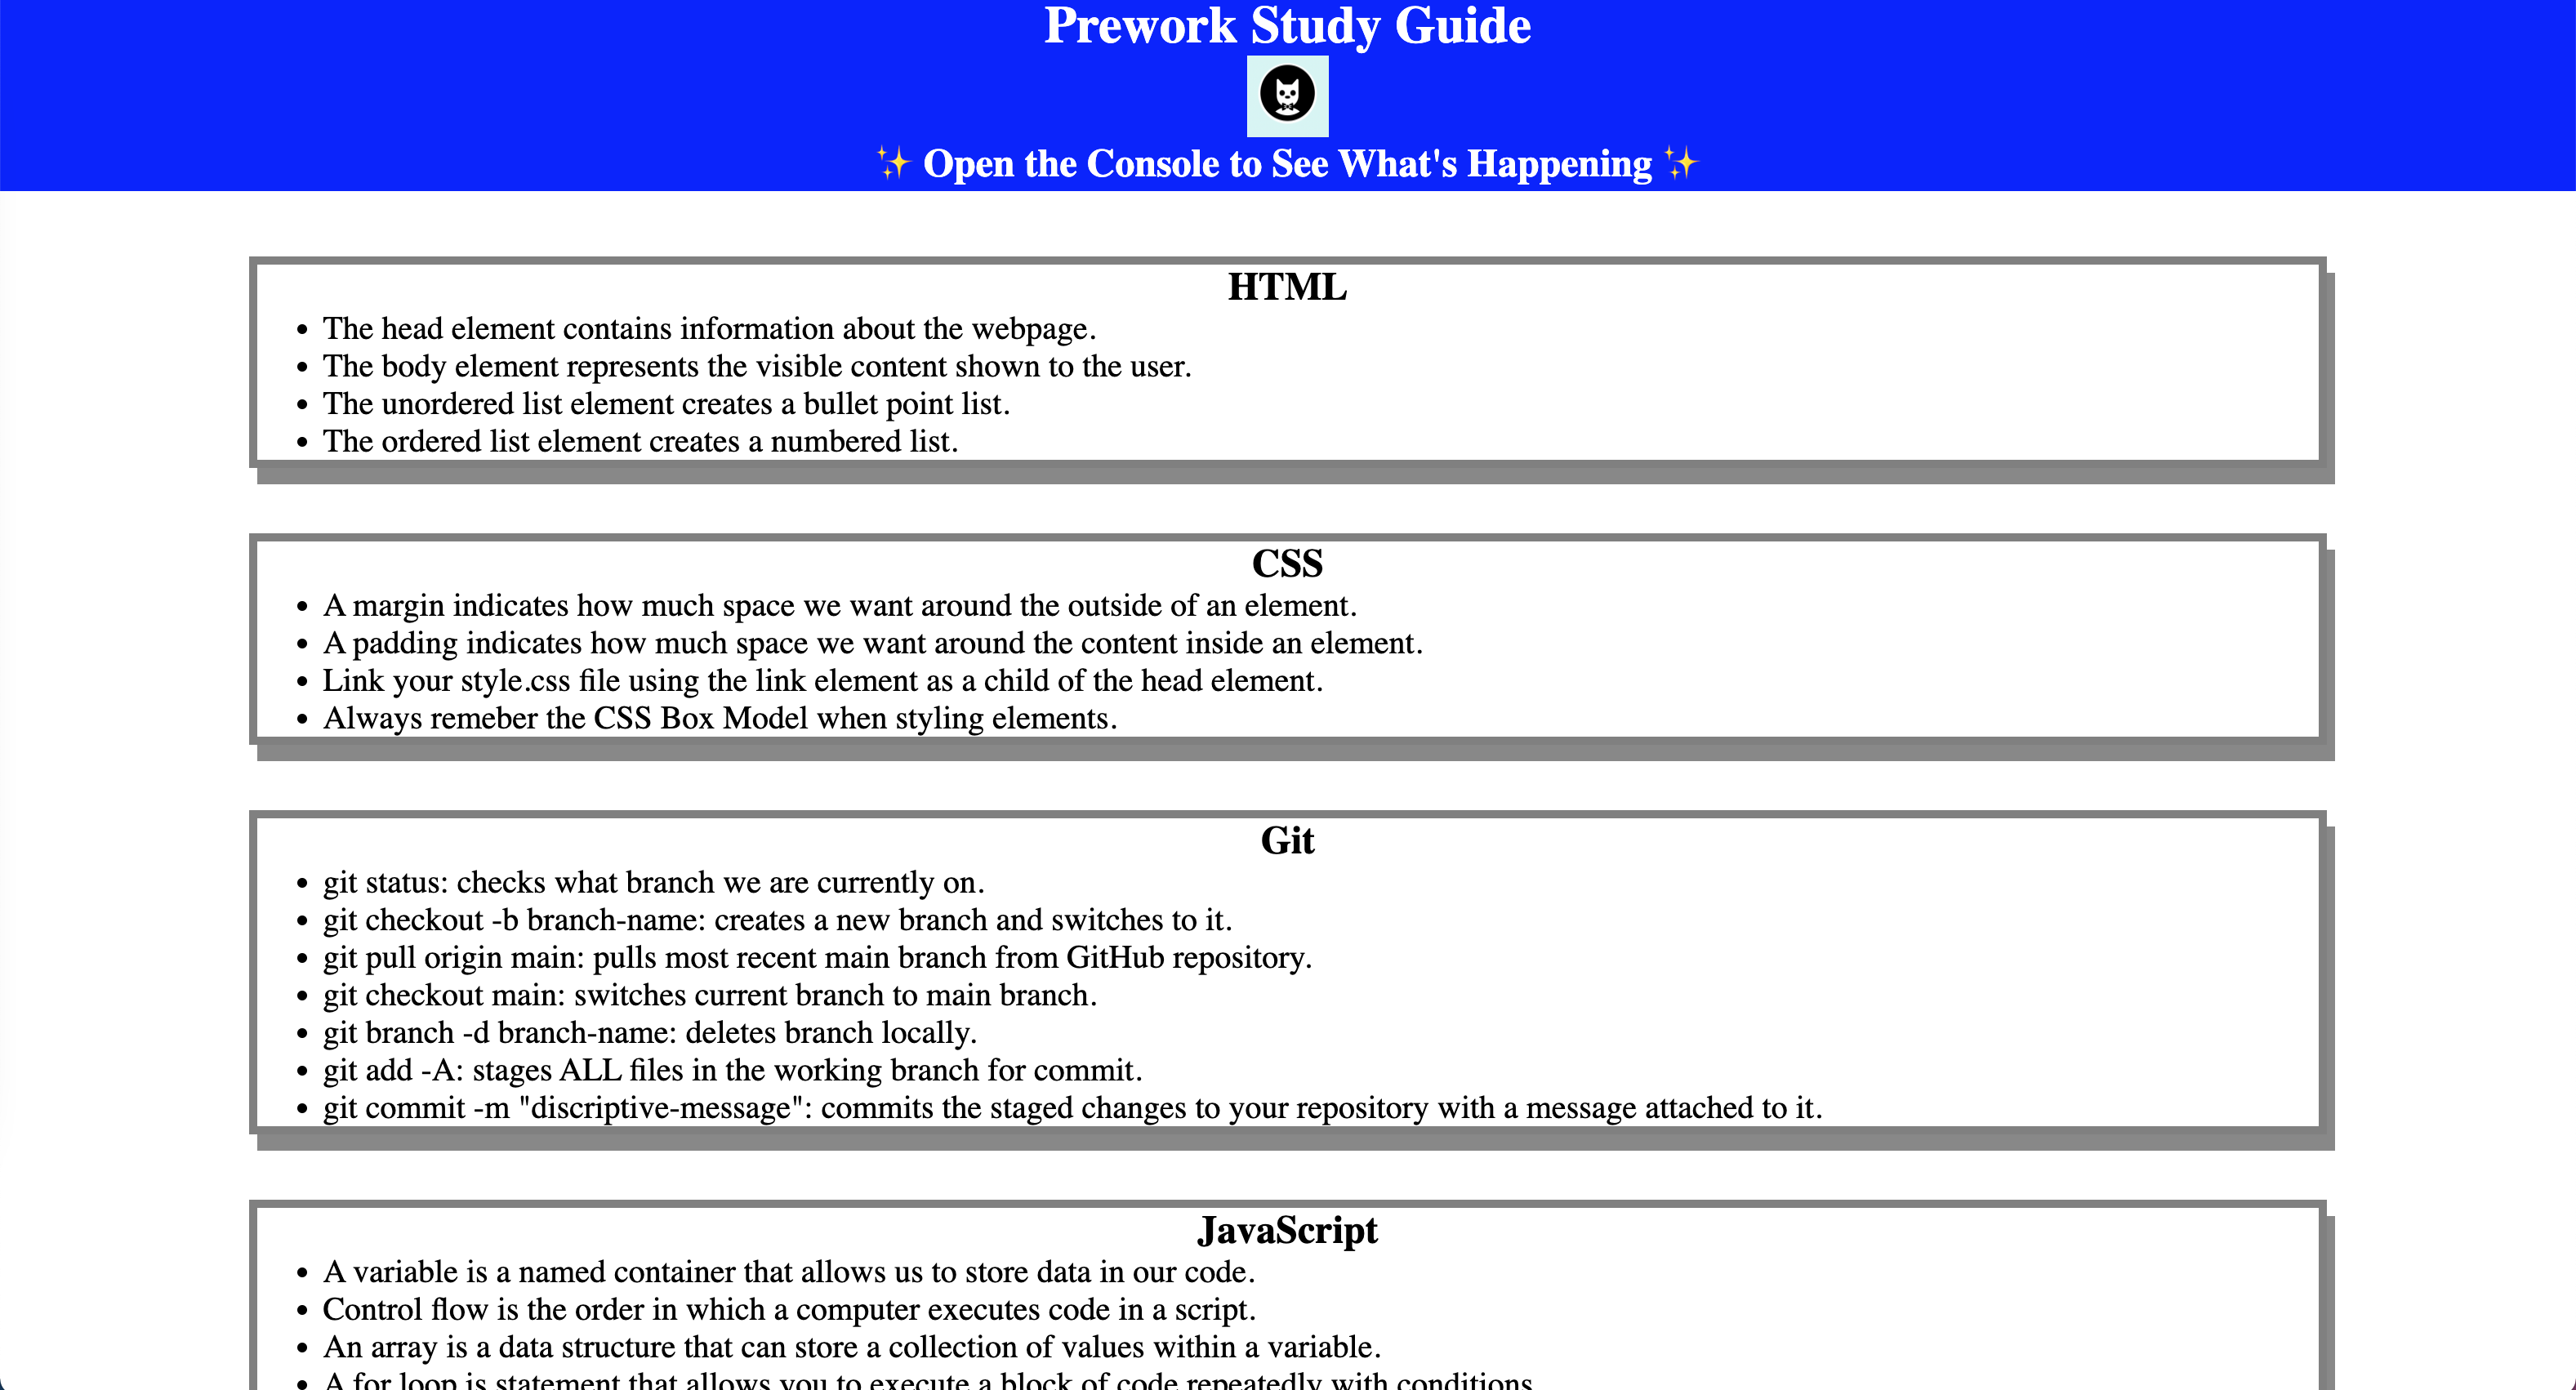 Prework Study Guide
✨ Open the Console to See What's Happening ✨
HTML
• The head element contains information about the webpage.
• The body element represents the visible content shown to the user.
• The unordered list element creates a bullet point list.
• The ordered list element creates a numbered list.
CSS
• A margin indicates how much space we want around the outside of an element.
• A padding indicates how much space we want around the content inside an element.
• Link your style.css file using the link element as a child of the head element.
• Always remeber the CSS Box Model when styling elements.
Git
• git status: checks what branch we are currently on.
• git checkout -b branch-name: creates a new branch and switches to it.
• git pull origin main: pulls most recent main branch from GitHub repository.
• git checkout main: switches current branch to main branch.
• git branch -d branch-name: deletes branch locally.
• git add -A: stages ALL files in the working branch for commit.
• git commit -m "discriptive-message": commits the staged changes to your repository with a message attached to it.
JavaScript
• A variable is a named container that allows us to store data in our code.
• Control flow is the order in which a computer executes code in a script.
• An array is a data structure that can store a collection of values within a variable.
• A for loop is statement that allows you to execute a block of code repeatedly with conditions